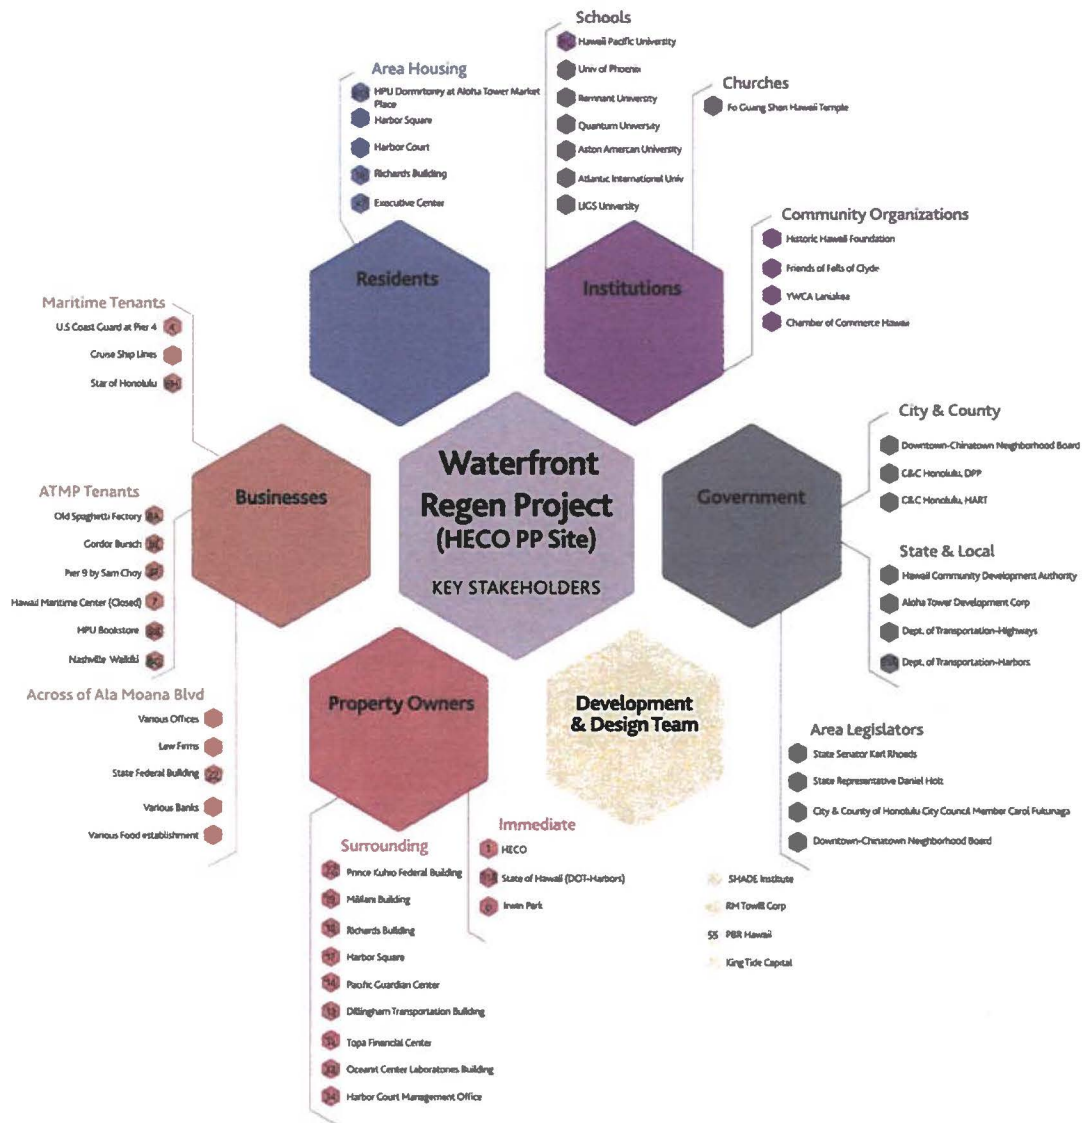 Schools
Hawaii Pacific University
Univ of Phoenix
Remnant University
Quantum University
Aston Amercan University
Atlantic International Univ
UGS University
Churches
Fo Guang Shan Hawaii Temple
Area Housing
HPU Dormrtorey at Aloha Tower Market
Place
Harbor Square
Harbor Court
Richards Building
Executive Center
Residents
Institutions
Community Organizations
Historic Hawaii Foundation
Friends of Falls of Clyde
YWCA Laniakea
Chamber of Commerce Hawaii
Maritime Tenants
U.S Coast Guard at Pier 4
4
Cruise Ship Lines
Star of Honolulu
Businesses
ATMP Tenants
Old Spaghetti Factory
Gordor Bursch
Pier 9 by Sam Choy
Hawaii Maritime Center (Closed)
7
HPU Bookstore
Nashville Waikiki
Across of Ala Moana Blvd
Various Offices
Law Firms
State Federal Building
22
Various Banks
Various Food establishment
Waterfront
Regen Project
(HECO PP Site)
KEY STAKEHOLDERS
Government
City & County
Downtown-Chinatown Neighborhood Board
C&C Honolulu, DPP
C&C Honolulu, HART
State & Local
Hawaii Community Development Authority
Aloha Tower Development Corp
Dept. of Transportation-Highways
Dept. of Transportation-Harbors
Area Legislators
State Senator Karl Rhoads
State Representative Daniel Holt
City & County of Honolulu City Council Member Carol Fukunaga
Downtown-Chinatown Neighborhood Board
Property Owners
Development
& Design Team
Immediate
1 HECO
State of Hawaii (DOT-Harbors)
6 Irwin Park
Surrounding
Prince Kuhio Federal Building
Mililani Building
Richards Building
Harbor Square
Pacific Guardian Center
Dillingham Transportation Building
Topa Financial Center
Oceanit Center Laboratories Building
Harbor Court Management Office
SHADE Institute
RM Towill Corp
55 PBR Hawaii
King Tide Capital